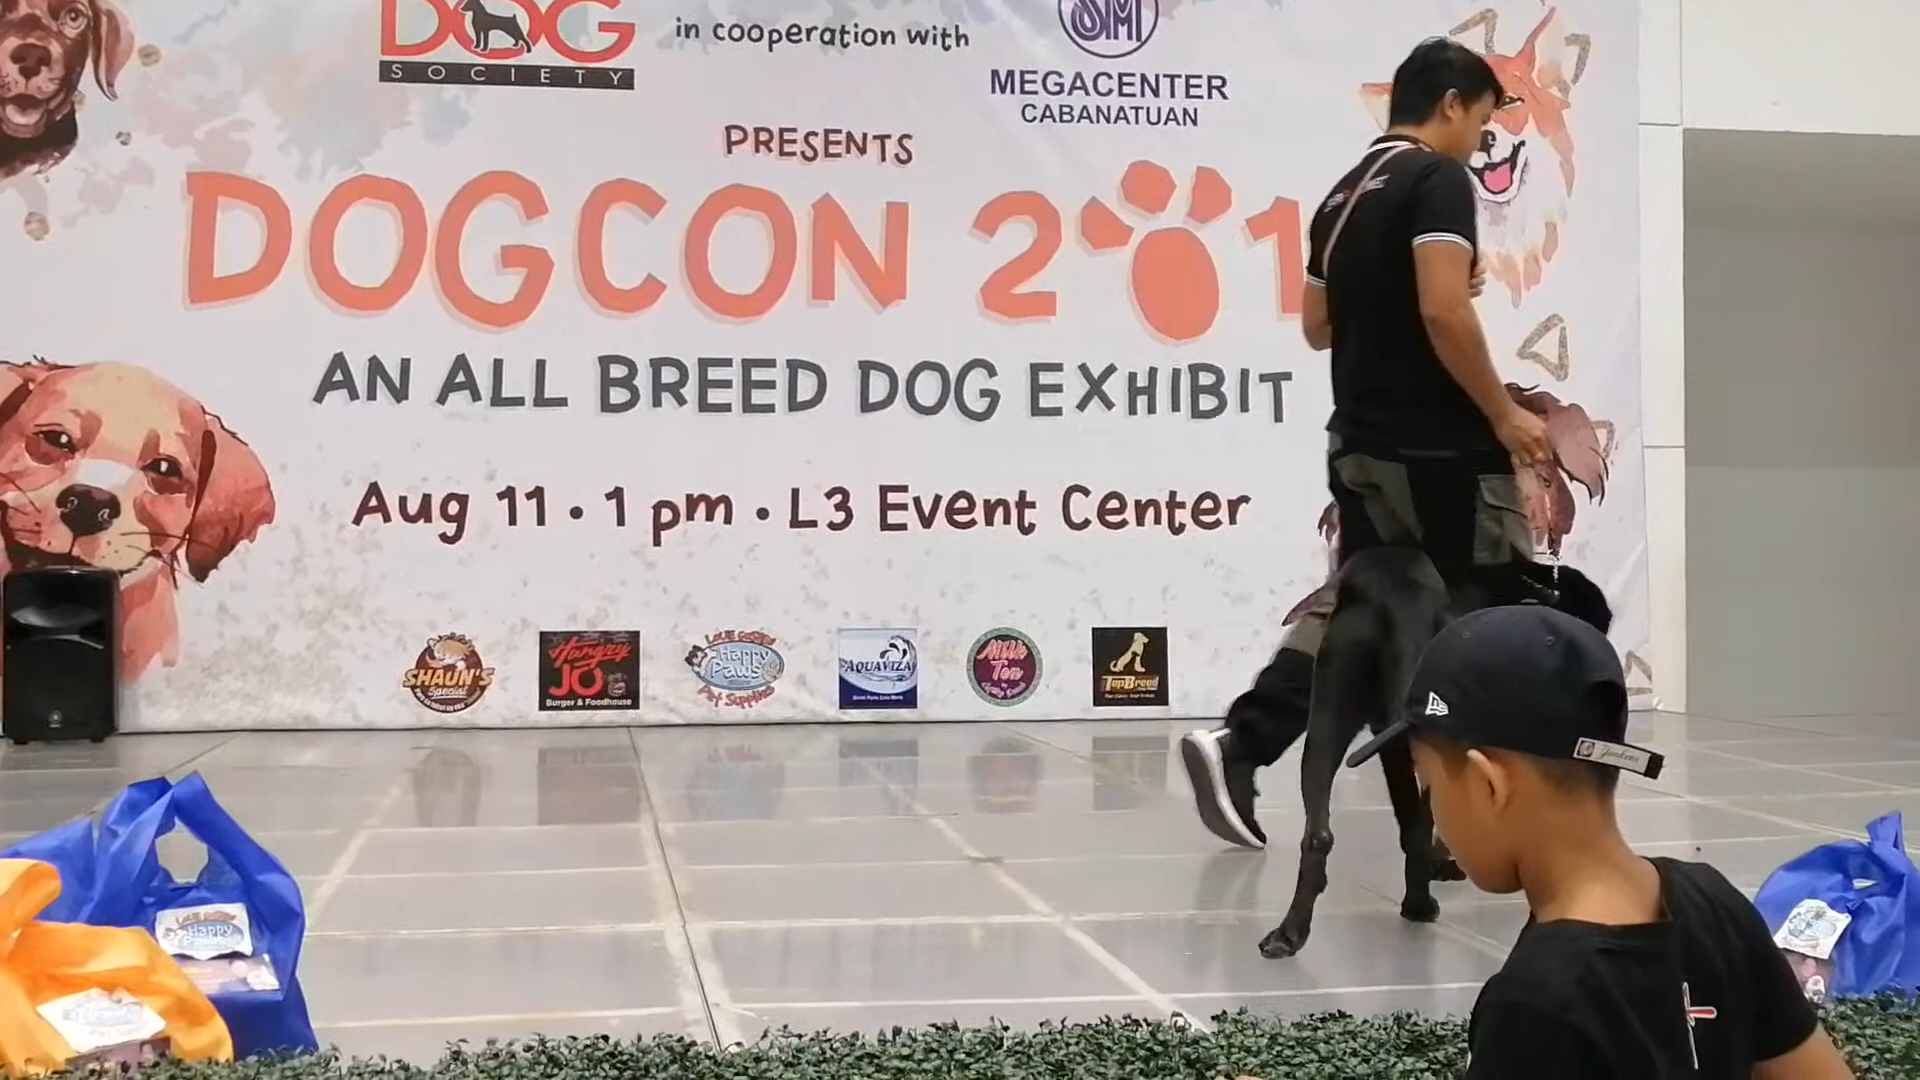 DOG
SOCIETY
in cooperation with
SM
MEGACENTER
CABANATUAN
PRESENTS
DOGCON 201
AN ALL BREED DOG EXHIBIT
Aug 11 • 1 pm • L3 Event Center
SHAUN'S
Special
Hungry
JO
Burger & Foodhouse
Happy
Paws
Pet Supplies
AQUAVIZA
Milk
Tea
TopBreed
Yankees
Happy
Paws